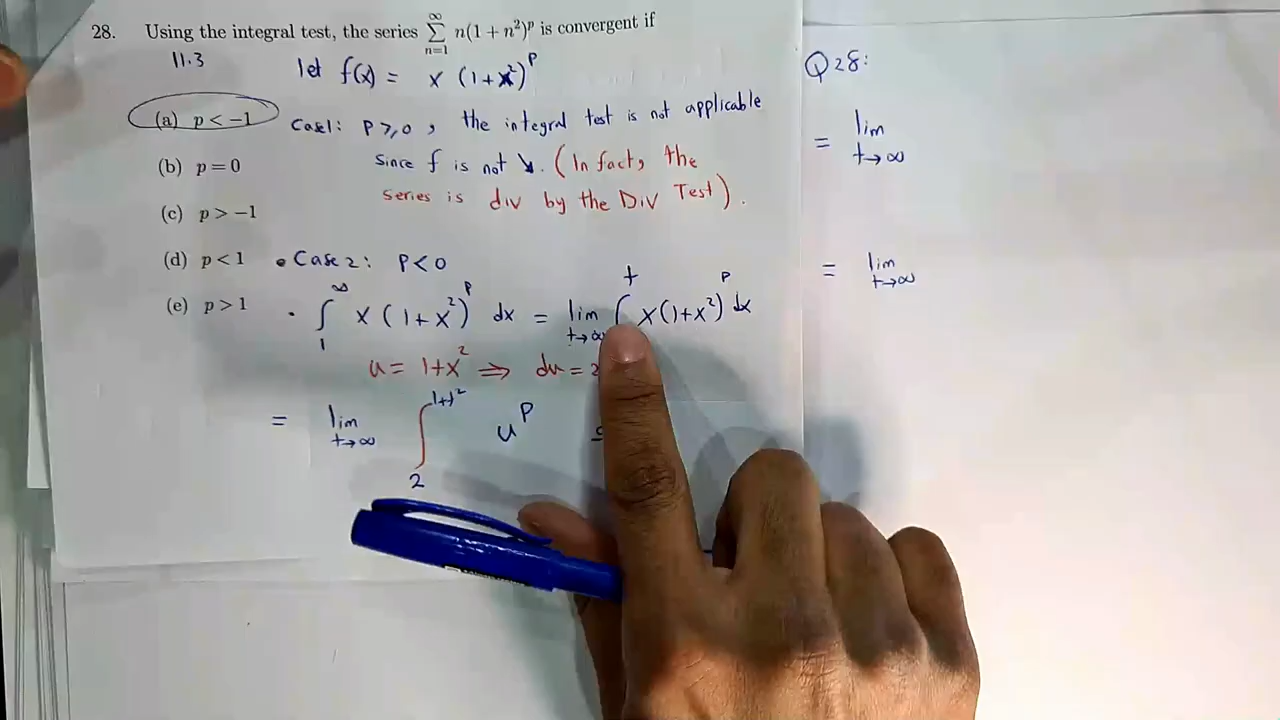 28. Using the integral test, the series ∑_{n=1}^{∞} n(1 + n²)^p is convergent if
11.3 let f(x) = x (1+x²)^p
(a) p < −1
Case1: P≥0, the integral test is not applicable
since f is not ↘. (In fact, the
series is div by the Div Test).
(b) p = 0
(c) p > −1
(d) p < 1
• Case 2: P<0
(e) p > 1
• ∫_1^∞ x (1+x²)^p dx = lim_{t→∞} ∫^t x(1+x²)^p dx
u = 1+x² ⟹ du = 2
= lim_{t→∞} ∫_2^{1+t²} u^p
Q28:
= lim_{t→∞}
= lim_{t→∞}